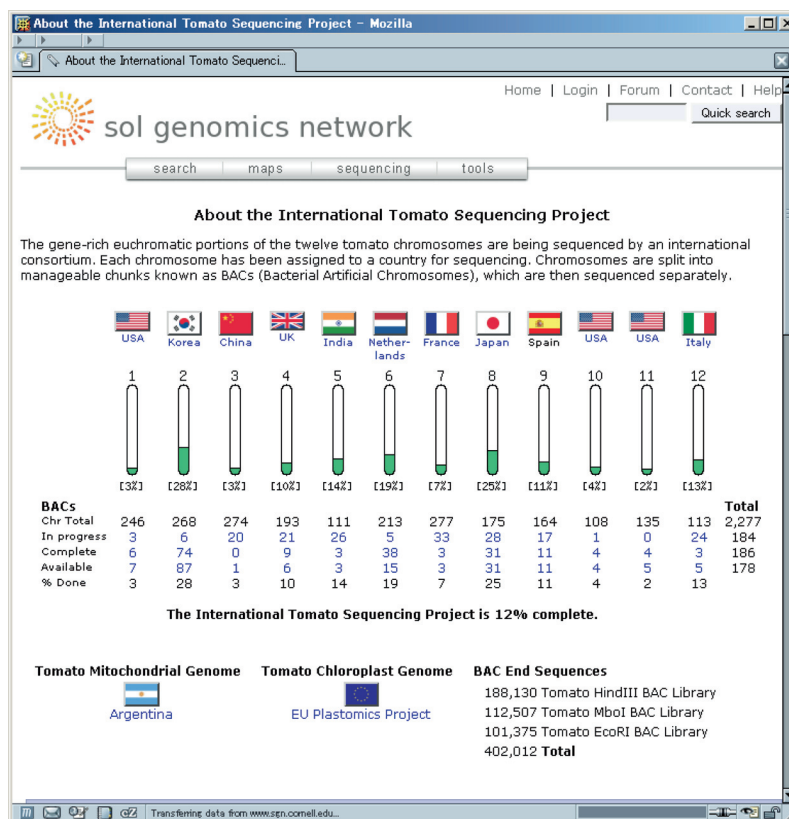 About the International Tomato Sequencing Project - Mozilla
About the International Tomato Sequenci...
Home | Login | Forum | Contact | Help
Quick search
sol genomics network
search maps sequencing tools
About the International Tomato Sequencing Project
The gene-rich euchromatic portions of the twelve tomato chromosomes are being sequenced by an international
consortium. Each chromosome has been assigned to a country for sequencing. Chromosomes are split into
manageable chunks known as BACs (Bacterial Artificial Chromosomes), which are then sequenced separately.
USA Korea China UK India Nether-lands France Japan Spain USA USA Italy
1 2 3 4 5 6 7 8 9 10 11 12
[3%] [28%] [3%] [10%] [14%] [19%] [7%] [25%] [11%] [4%] [2%] [13%]
BACs Total
Chr Total 246 268 274 193 111 213 277 175 164 108 135 113 2,277
In progress 3 6 20 21 26 5 33 28 17 1 0 24 184
Complete 6 74 0 9 3 38 3 31 11 4 4 3 186
Available 7 87 1 6 3 15 3 31 11 4 5 5 178
% Done 3 28 3 10 14 19 7 25 11 4 2 13
The International Tomato Sequencing Project is 12% complete.
Tomato Mitochondrial Genome Tomato Chloroplast Genome BAC End Sequences
Argentina EU Plastomics Project
188,130 Tomato HindIII BAC Library
112,507 Tomato MboI BAC Library
101,375 Tomato EcoRI BAC Library
402,012 Total
Transferring data from www.sgn.cornell.edu...